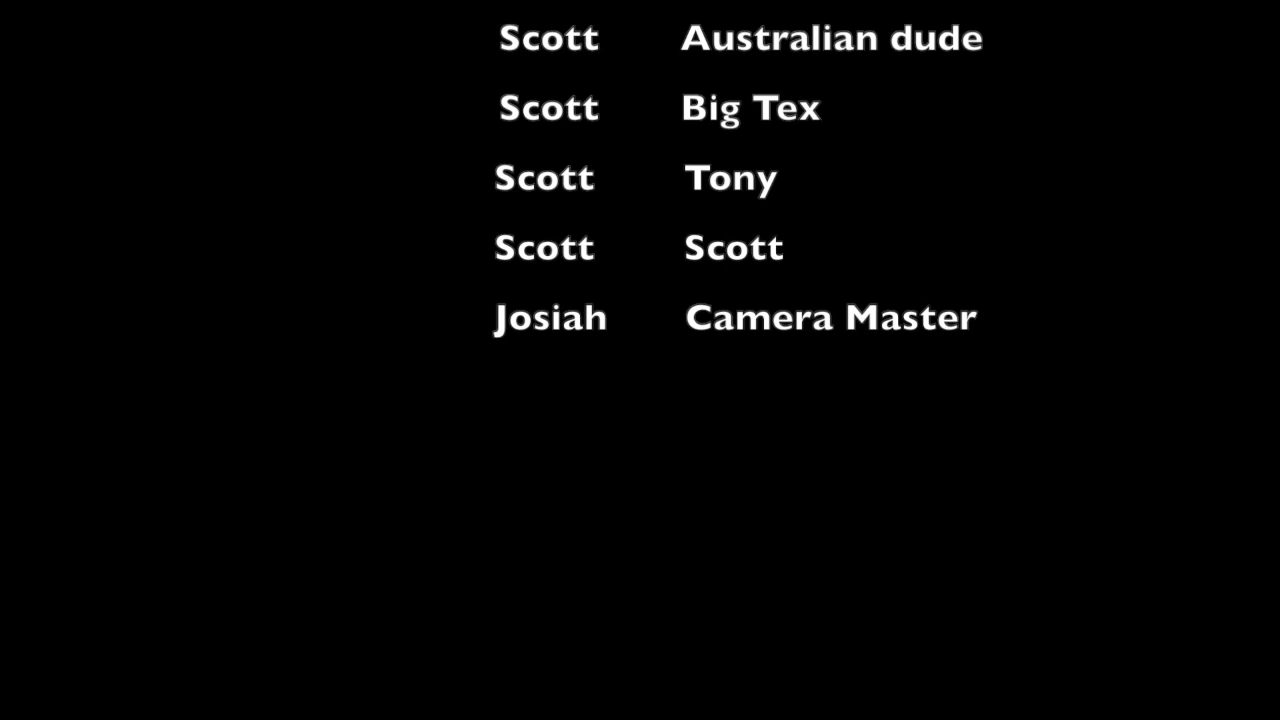 Scott Australian dude
Scott Big Tex
Scott Tony
Scott Scott
Josiah Camera Master